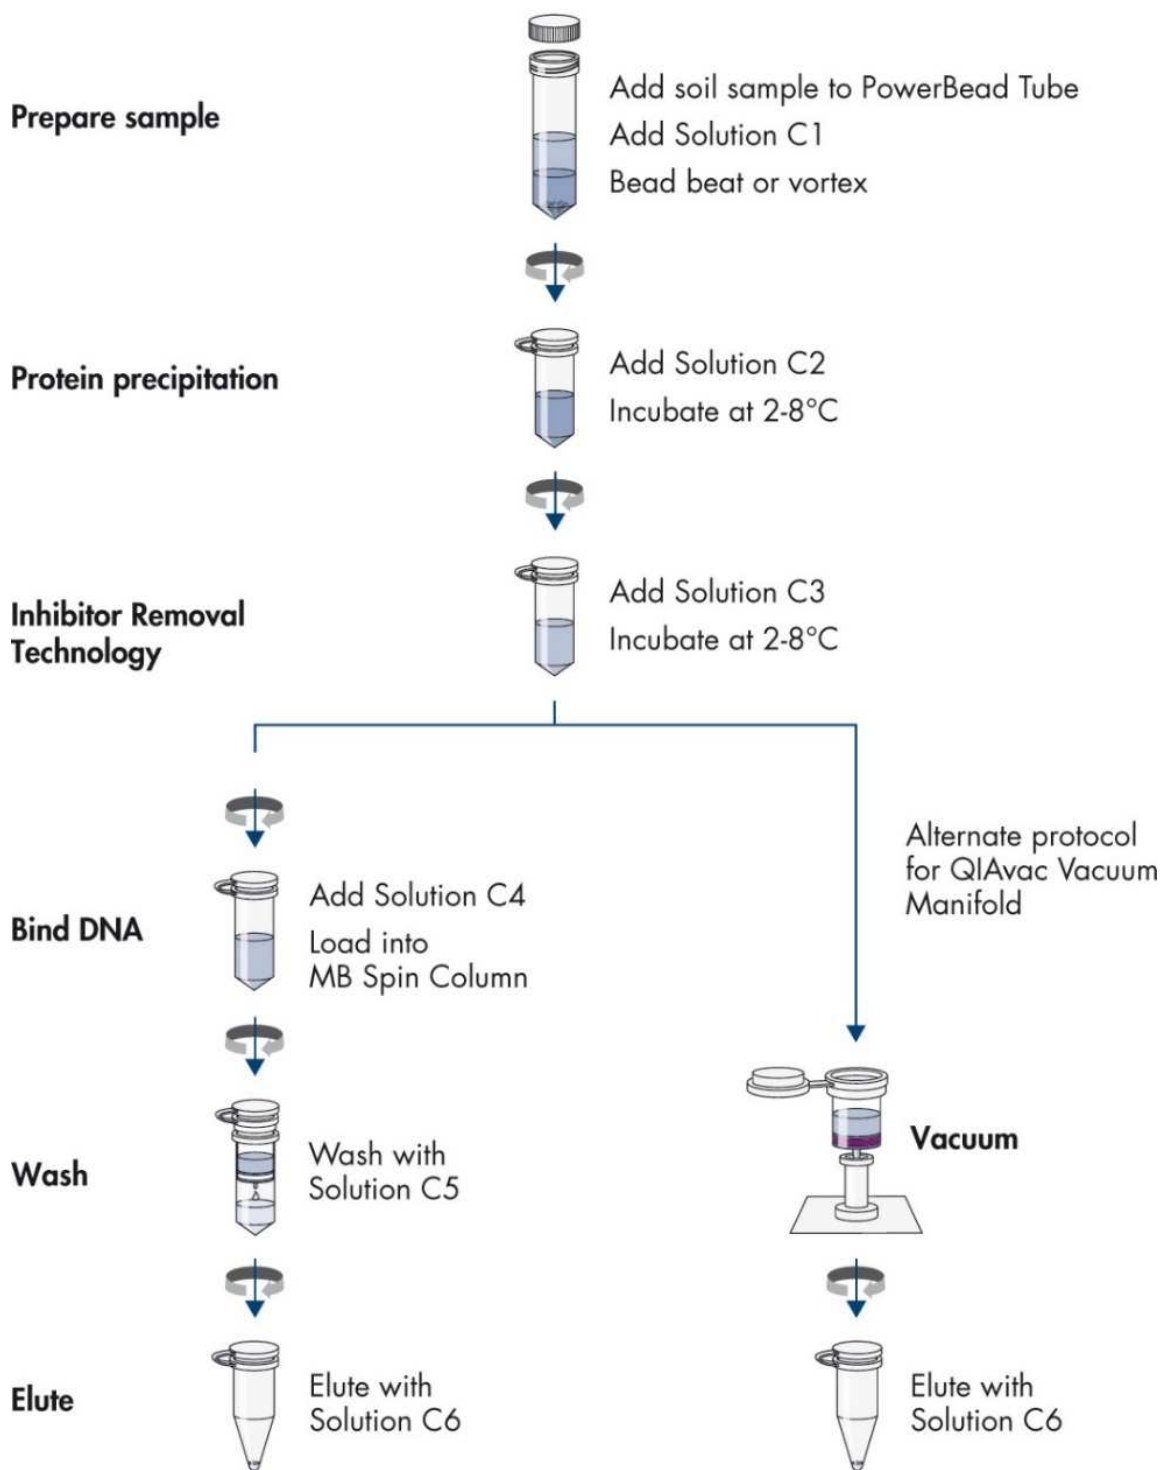 Prepare sample
Add soil sample to PowerBead Tube
Add Solution C1
Bead beat or vortex
Protein precipitation
Add Solution C2
Incubate at 2-8°C
Inhibitor Removal
Technology
Add Solution C3
Incubate at 2-8°C
Alternate protocol
for QIAvac Vacuum
Manifold
Bind DNA
Add Solution C4
Load into
MB Spin Column
Wash
Wash with
Solution C5
Vacuum
Elute
Elute with
Solution C6
Elute with
Solution C6